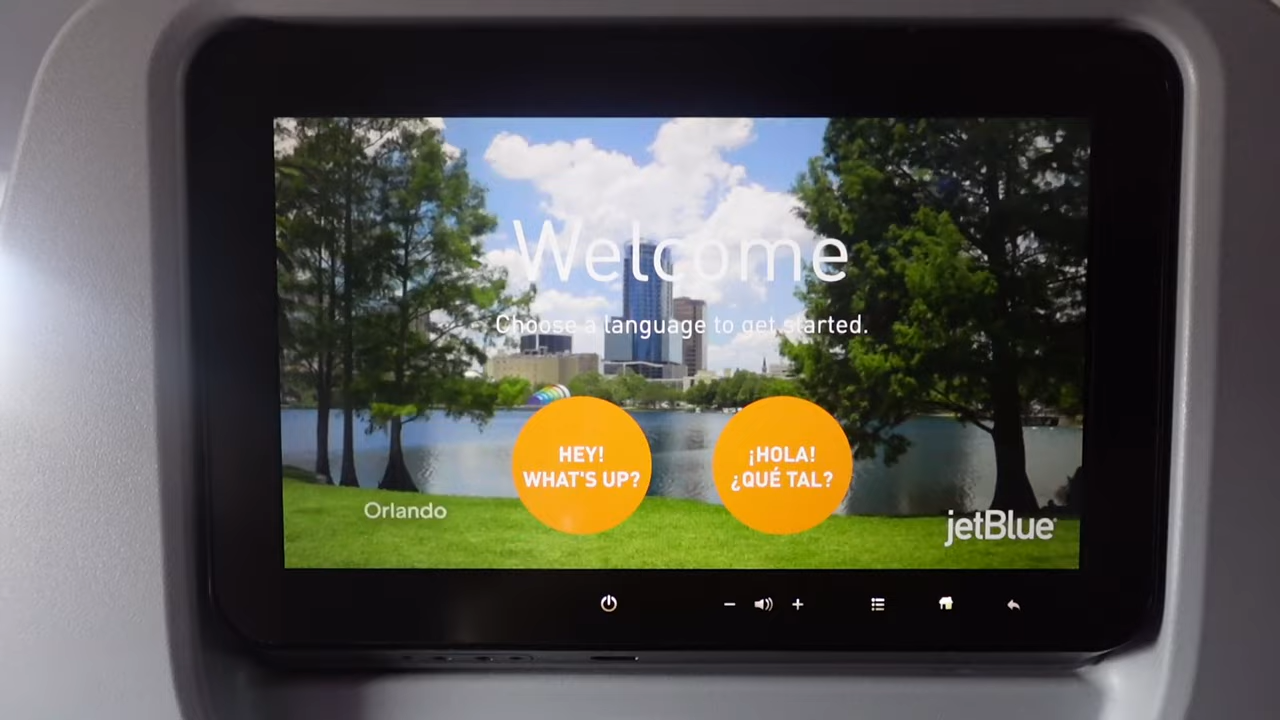 Welcome
Choose a language to get started.
HEY!
WHAT'S UP?
¡HOLA!
¿QUÉ TAL?
Orlando
jetBlue